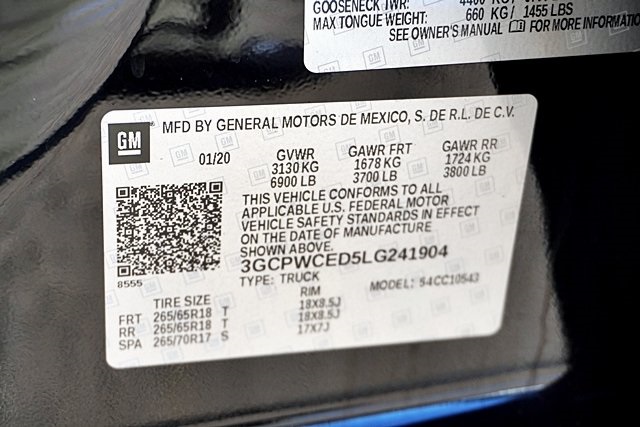 GOOSENECK TWR:
MAX TONGUE WEIGHT: 660 KG/ 1455 LBS
SEE OWNER'S MANUAL FOR MORE
GM MFD BY GENERAL MOTORS DE MEXICO, S. DE R.L. DE C.V.
01/20 GVWR GAWR FRT GAWR RR
3130 KG 1678 KG 1724 KG
6900 LB 3700 LB 3800 LB
THIS VEHICLE CONFORMS TO ALL
APPLICABLE U.S. FEDERAL MOTOR
VEHICLE SAFETY STANDARDS IN EFFECT
ON THE DATE OF MANUFACTURE
SHOWN ABOVE.
3GCPWCED5LG241904
8555
TYPE: TRUCK MODEL: 54CC10543
TIRE SIZE RIM
FRT 265/65R18 T 18X8.5J
RR 265/65R18 T 18X8.5J
SPA 265/70R17 S 17X7J